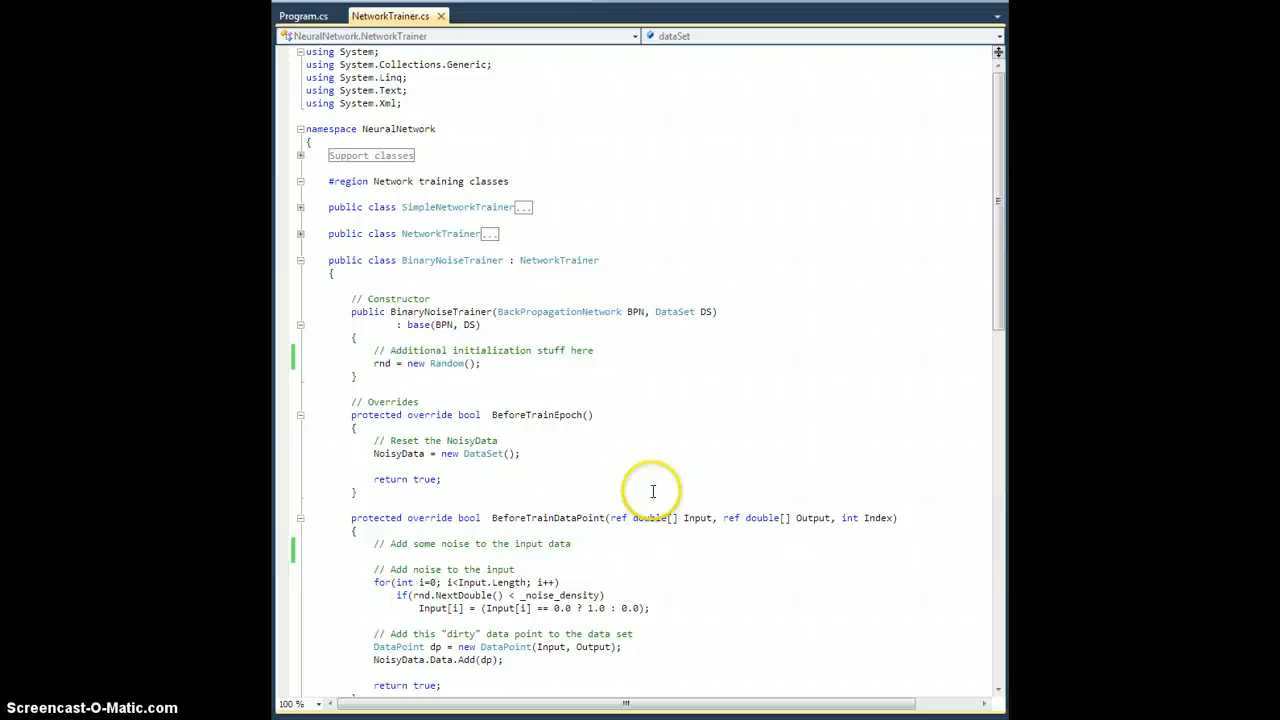 Program.cs NetworkTrainer.cs
NeuralNetwork.NetworkTrainer dataSet
using System;
using System.Collections.Generic;
using System.Linq;
using System.Text;
using System.Xml;
namespace NeuralNetwork
{
Support classes
#region Network training classes
public class SimpleNetworkTrainer...
public class NetworkTrainer...
public class BinaryNoiseTrainer : NetworkTrainer
{
// Constructor
public BinaryNoiseTrainer(BackPropagationNetwork BPN, DataSet DS)
: base(BPN, DS)
{
// Additional initialization stuff here
rnd = new Random();
}
// Overrides
protected override bool BeforeTrainEpoch()
{
// Reset the NoisyData
NoisyData = new DataSet();
return true;
}
protected override bool BeforeTrainDataPoint(ref double[] Input, ref double[] Output, int Index)
{
// Add some noise to the input data
// Add noise to the input
for(int i=0; i<Input.Length; i++)
if(rnd.NextDouble() < _noise_density)
Input[i] = (Input[i] == 0.0 ? 1.0 : 0.0);
// Add this "dirty" data point to the data set
DataPoint dp = new DataPoint(Input, Output);
NoisyData.Data.Add(dp);
return true;
100 %
Screencast-O-Matic.com